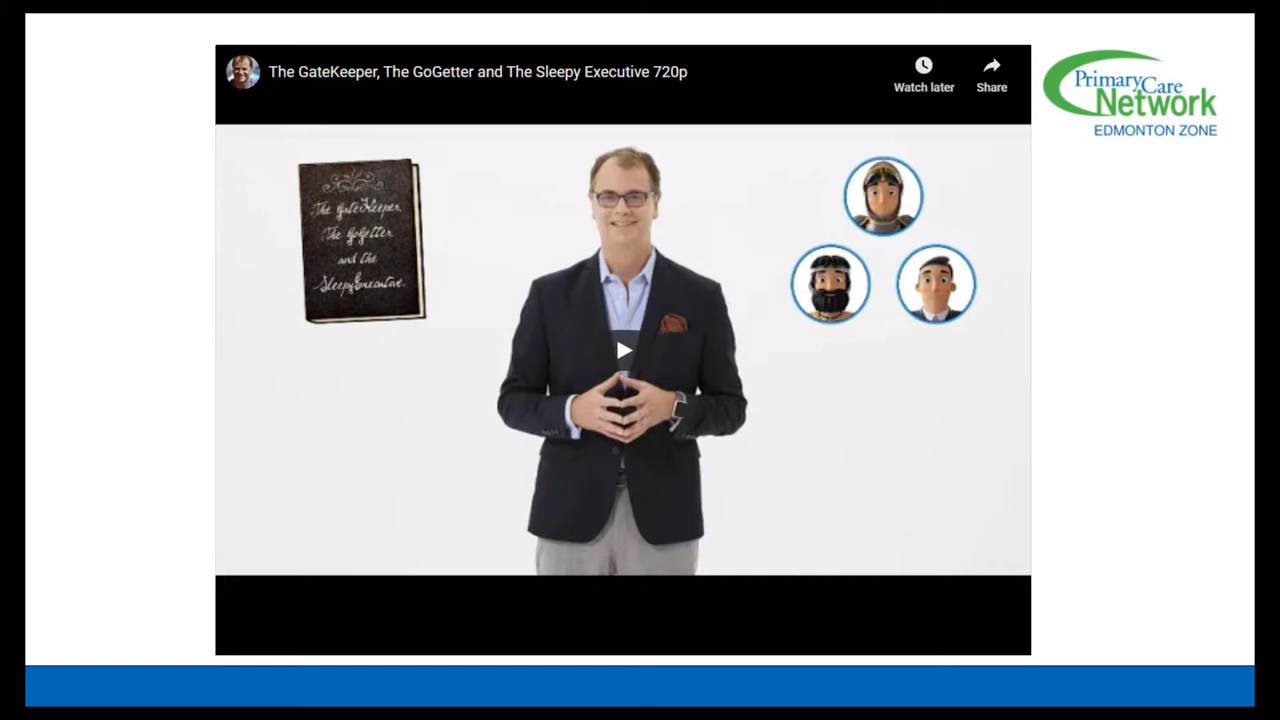 The GateKeeper, The GoGetter and The Sleepy Executive 720p
Watch later
Share
Primary Care
Network
EDMONTON ZONE
The GateKeeper,
The GoGetter
and the
Sleepy Executive.